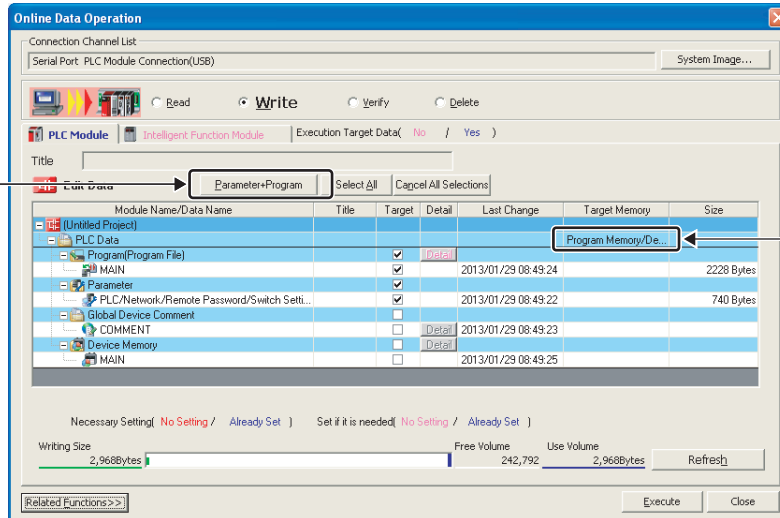 Online Data Operation
Connection Channel List
Serial Port PLC Module Connection(USB)
System Image...
Read
Write
Verify
Delete
PLC Module
Intelligent Function Module
Execution Target Data( No / Yes )
Title
Edit Data
Parameter+Program
Select All
Cancel All Selections
Module Name/Data Name Title Target Detail Last Change Target Memory Size
(Untitled Project)
PLC Data Program Memory/De...
Program(Program File) Detail
MAIN 2013/01/29 08:49:24 2228 Bytes
Parameter
PLC/Network/Remote Password/Switch Setti... 2013/01/29 08:49:22 740 Bytes
Global Device Comment
COMMENT Detail 2013/01/29 08:49:23
Device Memory Detail
MAIN 2013/01/29 08:49:25
Necessary Setting( No Setting / Already Set ) Set if it is needed( No Setting / Already Set )
Writing Size Free Volume Use Volume
2,968Bytes 242,792 2,968Bytes
Refresh
Related Functions>>
Execute
Close